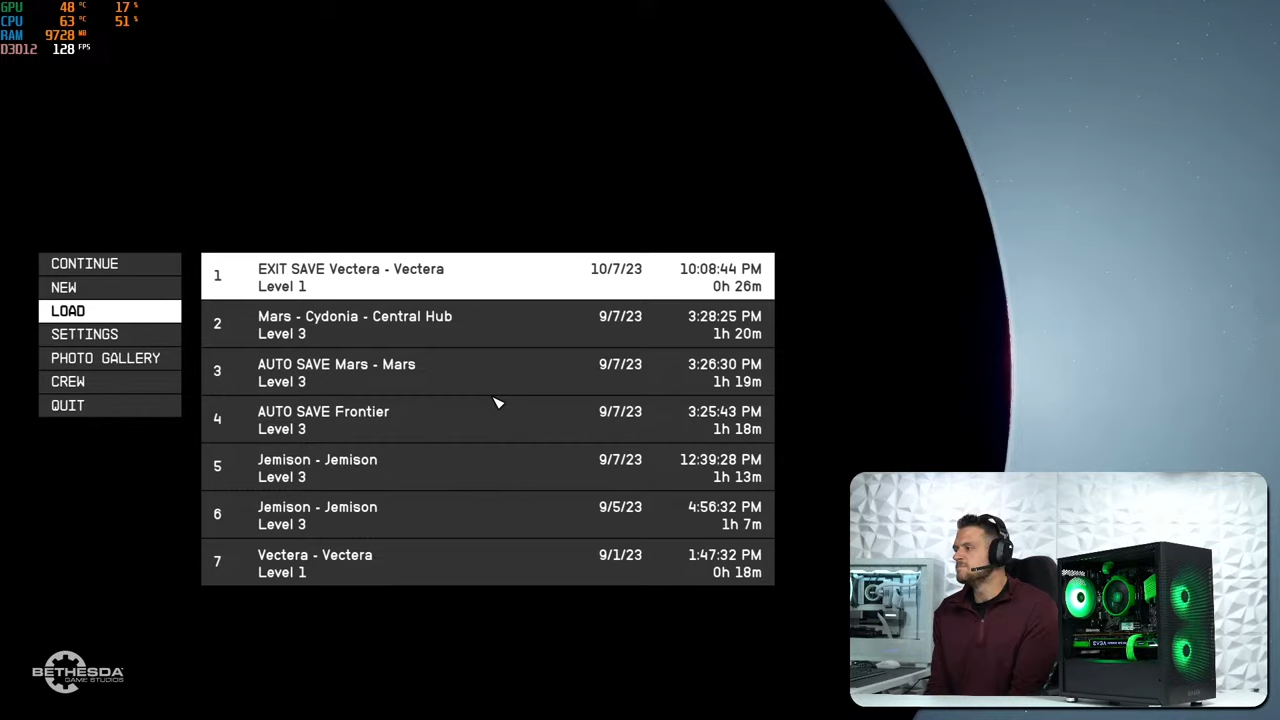 GPU 48 °C 17 %
CPU 63 °C 51 %
RAM 9728 MB
D3D12 128 FPS
CONTINUE
NEW
LOAD
SETTINGS
PHOTO GALLERY
CREW
QUIT
1 EXIT SAVE Vectera - Vectera 10/7/23 10:08:44 PM
Level 1 0h 26m
2 Mars - Cydonia - Central Hub 9/7/23 3:28:25 PM
Level 3 1h 20m
3 AUTO SAVE Mars - Mars 9/7/23 3:26:30 PM
Level 3 1h 19m
4 AUTO SAVE Frontier 9/7/23 3:25:43 PM
Level 3 1h 18m
5 Jemison - Jemison 9/7/23 12:39:28 PM
Level 3 1h 13m
6 Jemison - Jemison 9/5/23 4:56:32 PM
Level 3 1h 7m
7 Vectera - Vectera 9/1/23 1:47:32 PM
Level 1 0h 18m
BETHESDA
GAME STUDIOS
EVGA